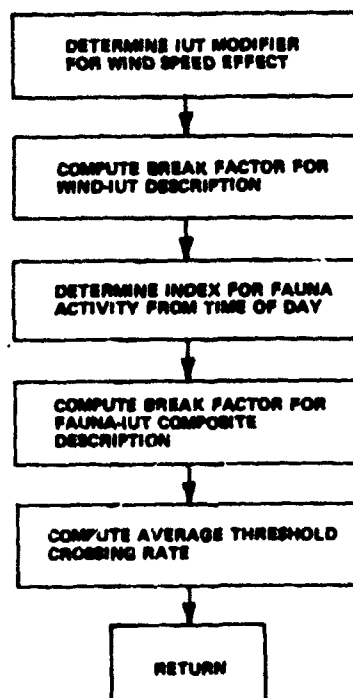 DETERMINE IUT MODIFIER
FOR WIND SPEED EFFECT
COMPUTE BREAK FACTOR FOR
WIND-IUT DESCRIPTION
DETERMINE INDEX FOR FAUNA
ACTIVITY FROM TIME OF DAY
COMPUTE BREAK FACTOR FOR
FAUNA-IUT COMPOSITE
DESCRIPTION
COMPUTE AVERAGE THRESHOLD
CROSSING RATE
RETURN